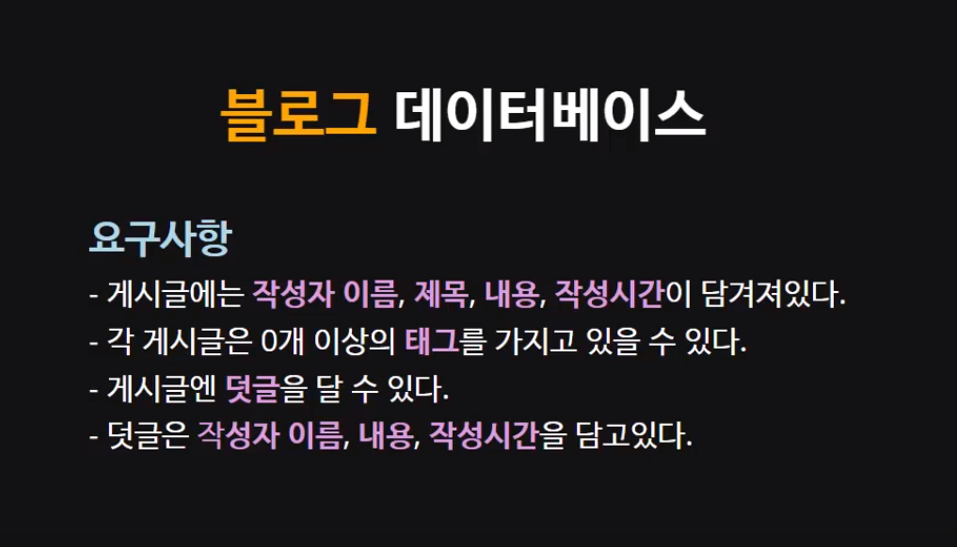 블로그 데이터베이스
요구사항
- 게시글에는 작성자 이름, 제목, 내용, 작성시간이 담겨져있다.
- 각 게시글은 0개 이상의 태그를 가지고 있을 수 있다.
- 게시글엔 덧글을 달 수 있다.
- 덧글은 작성자 이름, 내용, 작성시간을 담고있다.